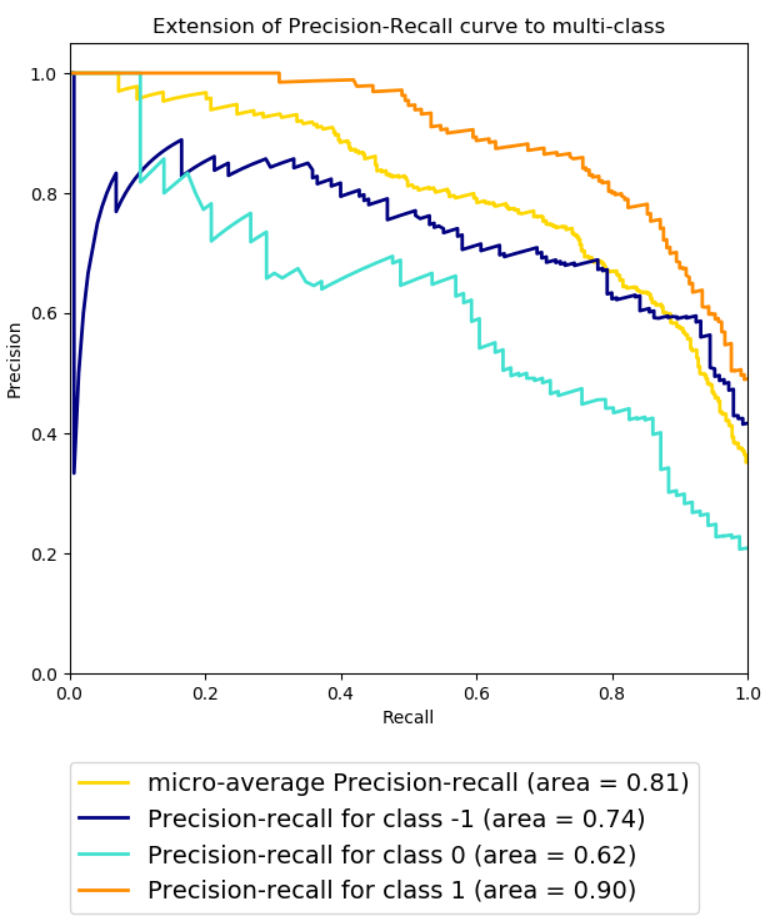 Extension of Precision-Recall curve to multi-class
1.0
0.8
0.6
0.4
0.2
0.0
Precision
0.0 0.2 0.4 0.6 0.8 1.0
Recall
micro-average Precision-recall (area = 0.81)
Precision-recall for class -1 (area = 0.74)
Precision-recall for class 0 (area = 0.62)
Precision-recall for class 1 (area = 0.90)